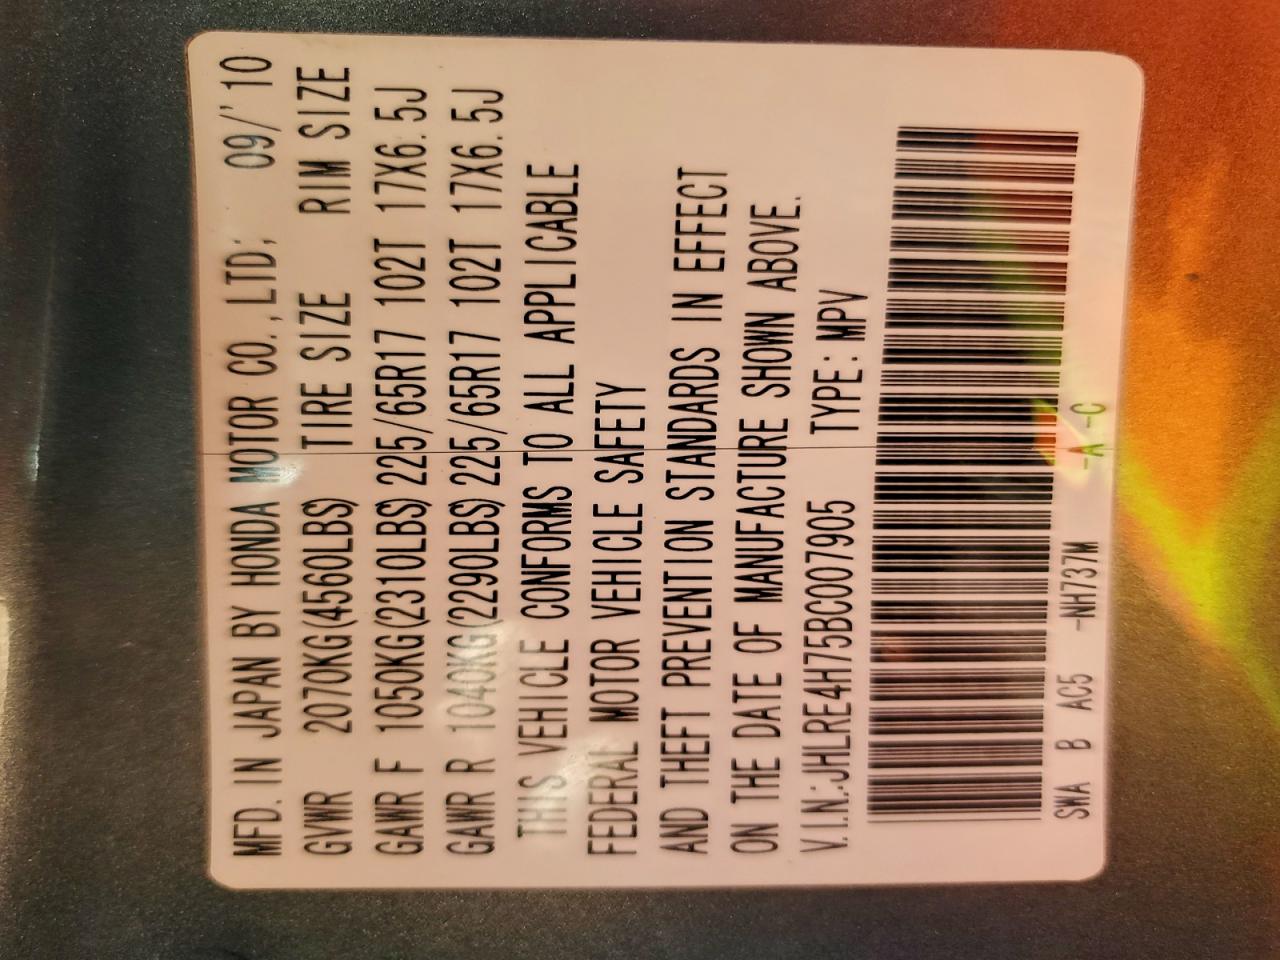 MFD. IN JAPAN BY HONDA MOTOR CO., LTD; 09/'10
GVWR 2070KG(4560LBS) TIRE SIZE RIM SIZE
GAWR F 1050KG(2310LBS) 225/65R17 102T 17X6.5J
GAWR R 1040KG(2290LBS) 225/65R17 102T 17X6.5J
THIS VEHICLE CONFORMS TO ALL APPLICABLE
FEDERAL MOTOR VEHICLE SAFETY
AND THEFT PREVENTION STANDARDS IN EFFECT
ON THE DATE OF MANUFACTURE SHOWN ABOVE.
V.I.N.:JHLRE4H75BC007905 TYPE: MPV
SWA B AC5 -NH737M -A -C